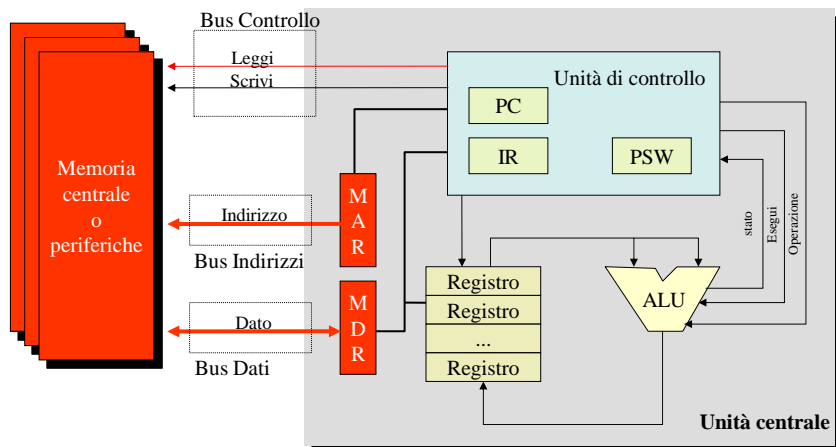 Bus Controllo
Leggi
Scrivi
Unità di controllo
PC
IR
PSW
Memoria
centrale
o
periferiche
Indirizzo
Bus Indirizzi
M
A
R
stato
Esegui
Operazione
Dato
Bus Dati
M
D
R
Registro
Registro
...
Registro
ALU
Unità centrale